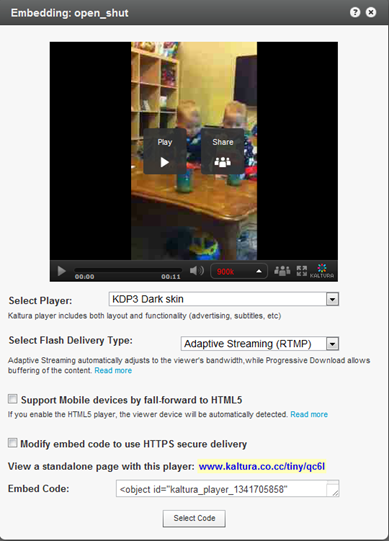 Embedding: open_shut
Play
Share
00:00
00:11
900k
KALTURA
Select Player:
KDP3 Dark skin
Kaltura player includes both layout and functionality (advertising, subtitles, etc)
Select Flash Delivery Type:
Adaptive Streaming (RTMP)
Adaptive Streaming automatically adjusts to the viewer's bandwidth,while Progressive Download allows
buffering of the content. Read more
Support Mobile devices by fall-forward to HTML5
If you enable the HTML5 player, the viewer device will be automatically detected. Read more
Modify embed code to use HTTPS secure delivery
View a standalone page with this player: www.kaltura.co.cc/tiny/qc6l
Embed Code:
<object id="kaltura_player_1341705858"
Select Code